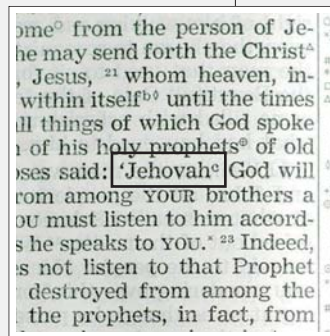 ome° from the person of Je-
he may send forth the Christ△
, Jesus, ²¹ whom heaven, in-
within itself until the times
ll things of which God spoke
of his holy prophets⊕ of old
oses said: ‘Jehovahᶜ God will
rom among YOUR brothers a
OU must listen to him accord-
s he speaks to YOU.* ²³ Indeed,
s not listen to that Prophet
destroyed from among the
the prophets, in fact, from